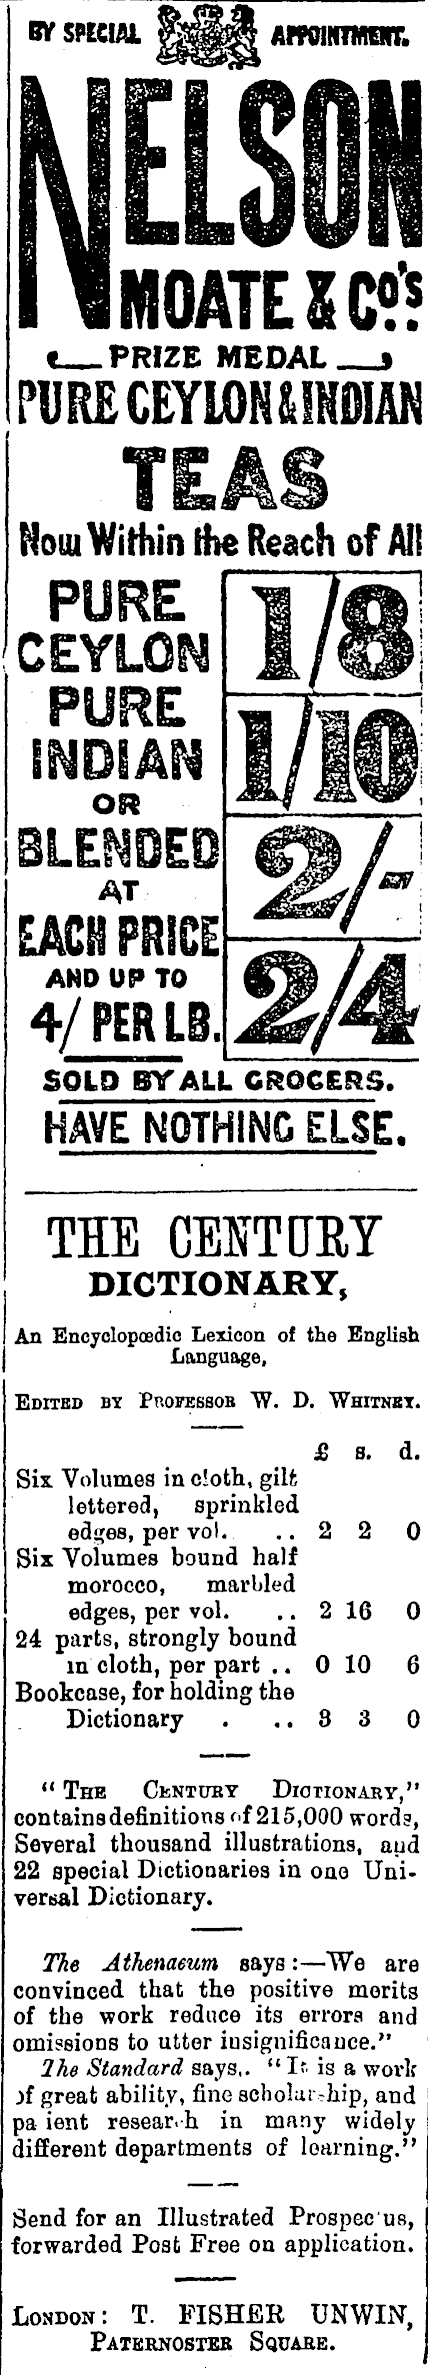 BY SPECIAL APPOINTMENT.
NELSON
MOATE & Co.'s
PRIZE MEDAL
PURE CEYLON & INDIAN
TEAS
Now Within the Reach of All
PURE
CEYLON
PURE
INDIAN
OR
BLENDED
AT
EACH PRICE
AND UP TO
4/ PER LB.
1/8
1/10
2/-
2/4
SOLD BY ALL GROCERS.
HAVE NOTHING ELSE.
THE CENTURY
DICTIONARY,
An Encyclopœdic Lexicon of the English
Language,
EDITED BY PROFESSOR W. D. WHITNEY.
£ s. d.
Six Volumes in cloth, gilt
lettered, sprinkled
edges, per vol. .. 2 2 0
Six Volumes bound half
morocco, marbled
edges, per vol. .. 2 16 0
24 parts, strongly bound
in cloth, per part .. 0 10 6
Bookcase, for holding the
Dictionary . .. 3 3 0
"THE CENTURY DICTIONARY,"
contains definitions of 215,000 words,
Several thousand illustrations, and
22 special Dictionaries in one Uni-
versal Dictionary.
The Athenaeum says:—We are
convinced that the positive merits
of the work reduce its errors and
omissions to utter insignificance."
The Standard says,. "It is a work
of great ability, fine scholarship, and
patient research in many widely
different departments of learning."
Send for an Illustrated Prospectus,
forwarded Post Free on application.
LONDON: T. FISHER UNWIN,
PATERNOSTER SQUARE.